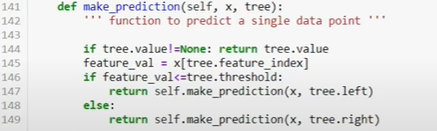 141 def make_prediction(self, x, tree):
142 ''' function to predict a single data point '''
143
144 if tree.value!=None: return tree.value
145 feature_val = x[tree.feature_index]
146 if feature_val<=tree.threshold:
147 return self.make_prediction(x, tree.left)
148 else:
149 return self.make_prediction(x, tree.right)